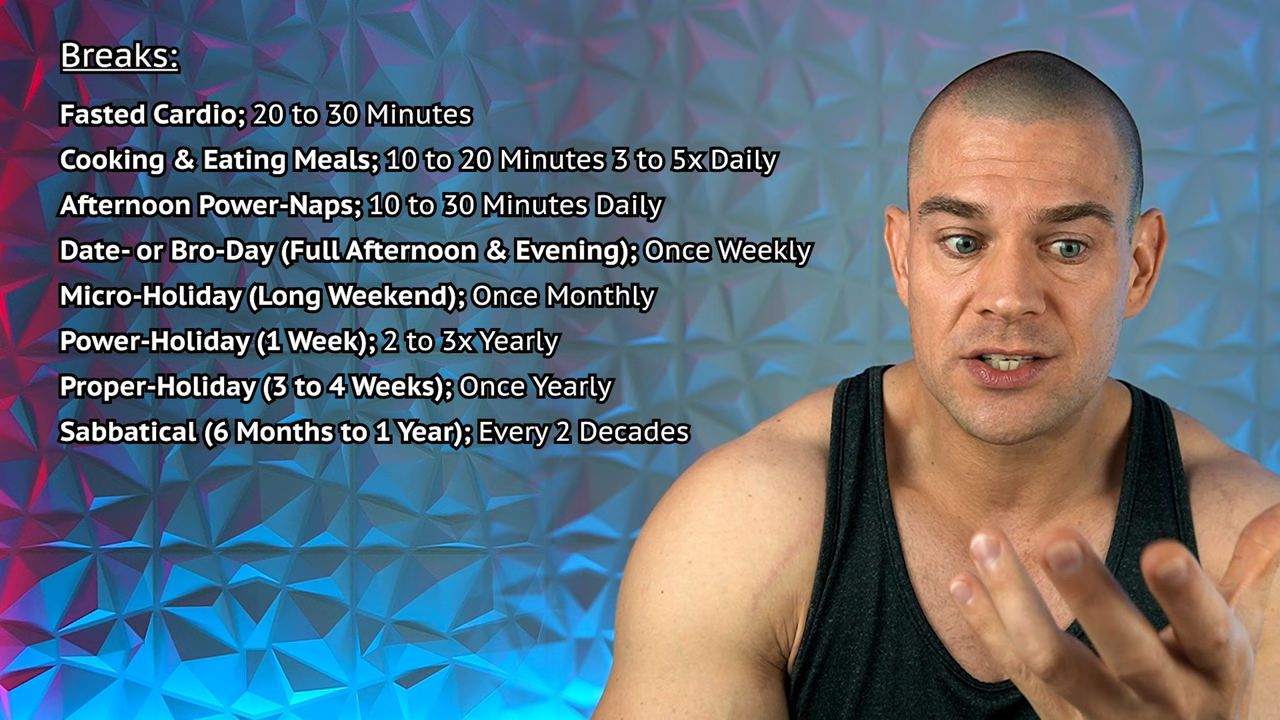 Breaks:
Fasted Cardio; 20 to 30 Minutes
Cooking & Eating Meals; 10 to 20 Minutes 3 to 5x Daily
Afternoon Power-Naps; 10 to 30 Minutes Daily
Date- or Bro-Day (Full Afternoon & Evening); Once Weekly
Micro-Holiday (Long Weekend); Once Monthly
Power-Holiday (1 Week); 2 to 3x Yearly
Proper-Holiday (3 to 4 Weeks); Once Yearly
Sabbatical (6 Months to 1 Year); Every 2 Decades